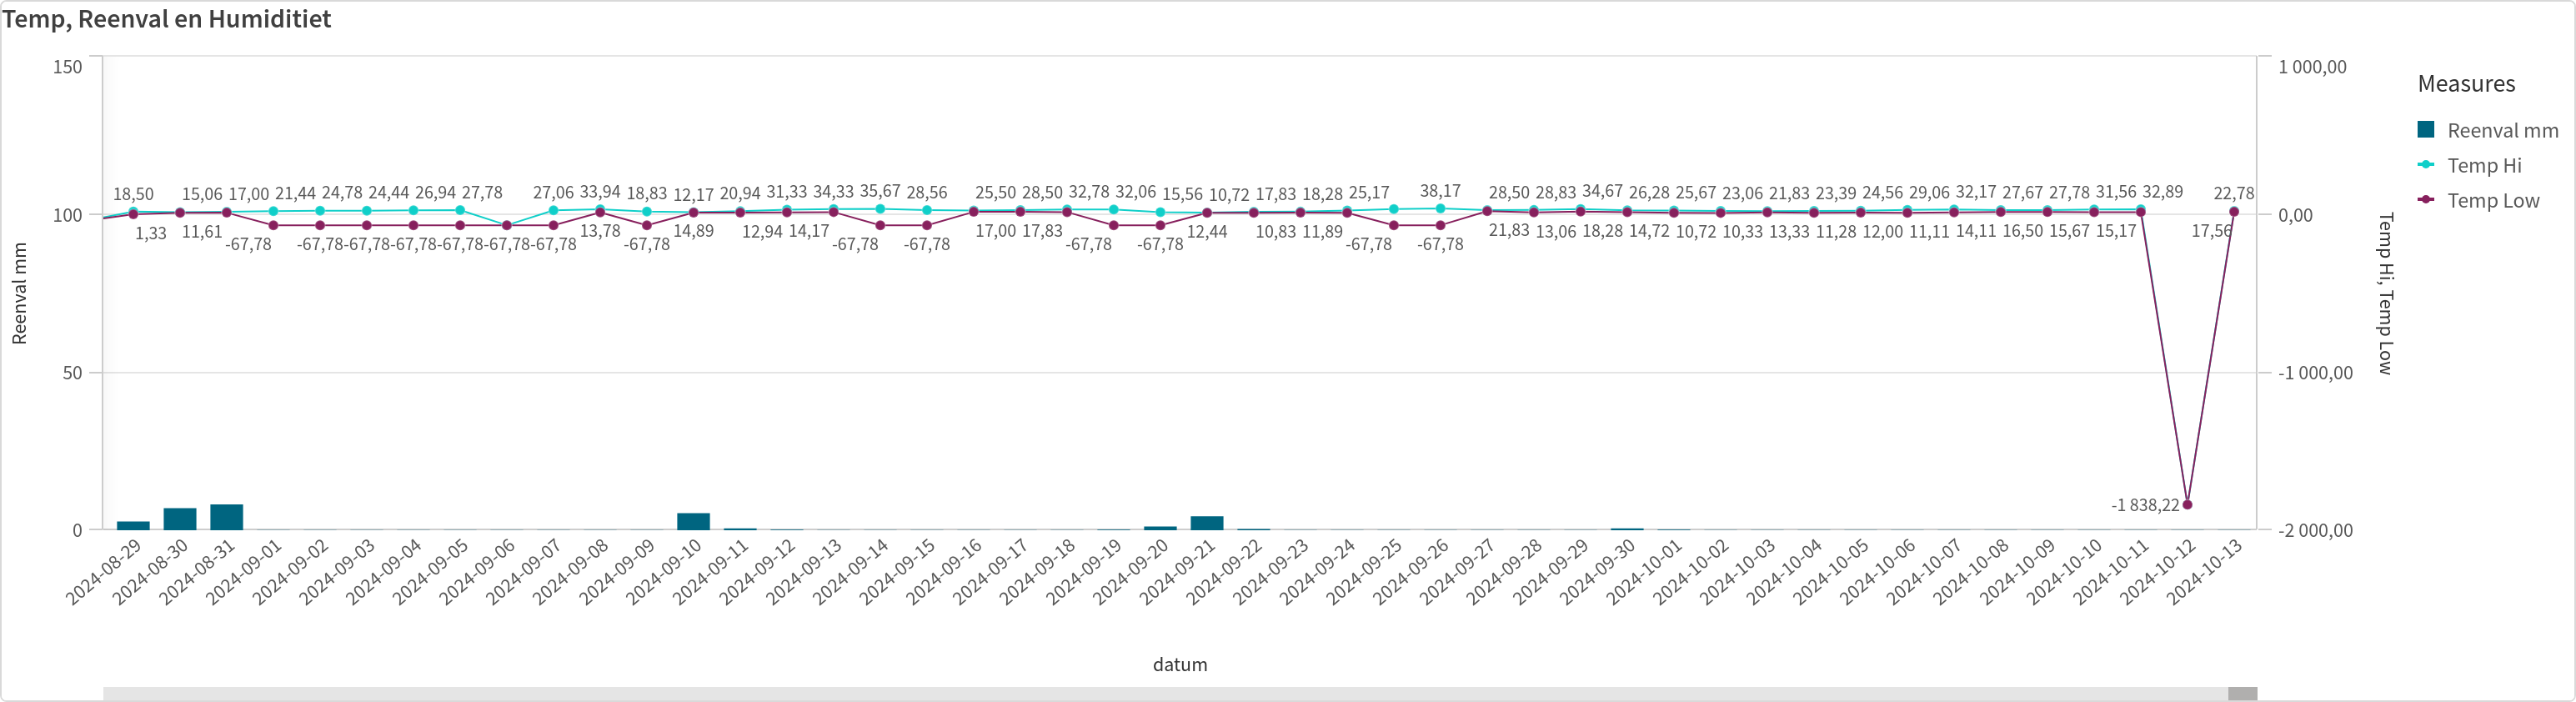 Temp, Reenval en Humiditiet
150
100
50
0
Reenval mm
1 000,00
0,00
-1 000,00
-2 000,00
Temp Hi, Temp Low
Measures
Reenval mm
Temp Hi
Temp Low
18,50 15,06 17,00 21,44 24,78 24,44 26,94 27,78 27,06 33,94 18,83 12,17 20,94 31,33 34,33 35,67 28,56 25,50 28,50 32,78 32,06 15,56 10,72 17,83 18,28 25,17 38,17 28,50 28,83 34,67 26,28 25,67 23,06 21,83 23,39 24,56 29,06 32,17 27,67 27,78 31,56 32,89 22,78
1,33 11,61 -67,78 -67,78 -67,78 -67,78 -67,78 -67,78 -67,78 13,78 -67,78 14,89 12,94 14,17 -67,78 -67,78 17,00 17,83 -67,78 -67,78 12,44 10,83 11,89 -67,78 -67,78 21,83 13,06 18,28 14,72 10,72 10,33 13,33 11,28 12,00 11,11 14,11 16,50 15,67 15,17 17,56
-1 838,22
2024-08-29 2024-08-30 2024-08-31 2024-09-01 2024-09-02 2024-09-03 2024-09-04 2024-09-05 2024-09-06 2024-09-07 2024-09-08 2024-09-09 2024-09-10 2024-09-11 2024-09-12 2024-09-13 2024-09-14 2024-09-15 2024-09-16 2024-09-17 2024-09-18 2024-09-19 2024-09-20 2024-09-21 2024-09-22 2024-09-23 2024-09-24 2024-09-25 2024-09-26 2024-09-27 2024-09-28 2024-09-29 2024-09-30 2024-10-01 2024-10-02 2024-10-03 2024-10-04 2024-10-05 2024-10-06 2024-10-07 2024-10-08 2024-10-09 2024-10-10 2024-10-11 2024-10-12 2024-10-13
datum